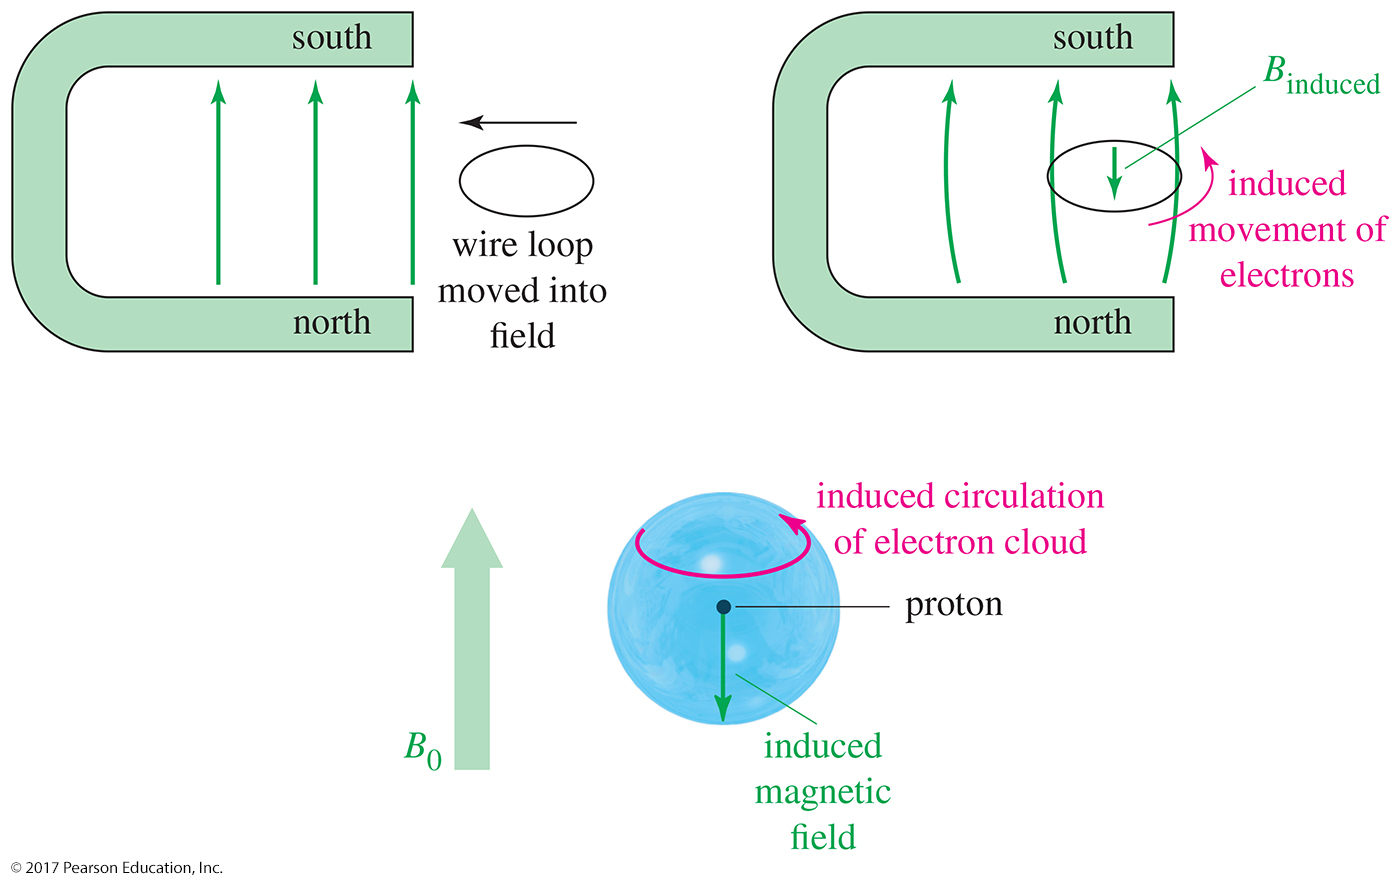 south
wire loop
moved into
field
north
south
B induced
induced
movement of
electrons
north
induced circulation
of electron cloud
proton
B0
induced
magnetic
field
© 2017 Pearson Education, Inc.